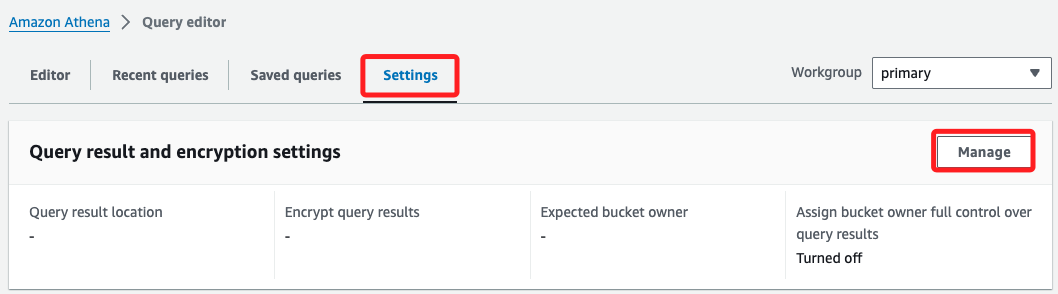 Amazon Athena > Query editor
Editor Recent queries Saved queries Settings Workgroup primary
Query result and encryption settings Manage
Query result location Encrypt query results Expected bucket owner Assign bucket owner full control over
query results
- - - Turned off